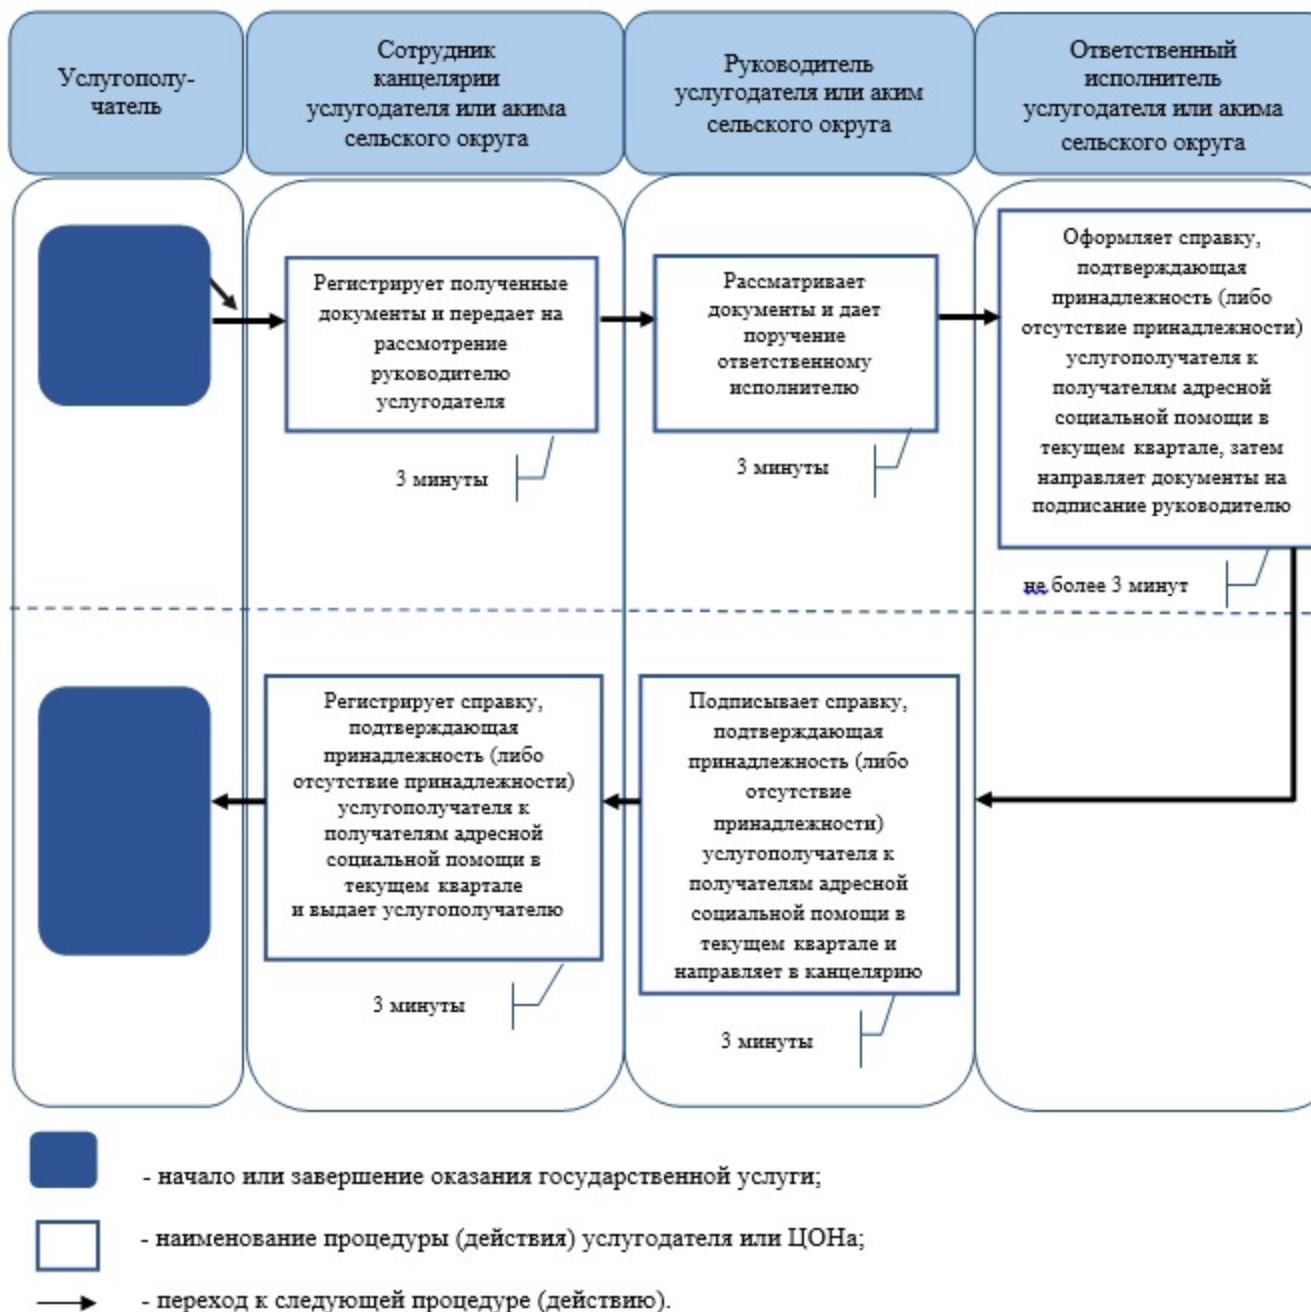 Услугополу-
чатель
Сотрудник
канцелярии
услугодателя или акима
сельского округа
Руководитель
услугодателя или аким
сельского округа
Ответственный
исполнитель
услугодателя или акима
сельского округа
Регистрирует полученные
документы и передает на
рассмотрение
руководителю
услугодателя
3 минуты
Рассматривает
документы и дает
поручение
ответственному
исполнителю
3 минуты
Оформляет справку,
подтверждающая
принадлежность (либо
отсутствие принадлежности)
услугополучателя к
получателям адресной
социальной помощи в
текущем квартале, затем
направляет документы на
подписание руководителю
не более 3 минут
Регистрирует справку,
подтверждающая
принадлежность (либо
отсутствие принадлежности)
услугополучателя к
получателям адресной
социальной помощи в
текущем квартале
и выдает услугополучателю
3 минуты
Подписывает справку,
подтверждающая
принадлежность (либо
отсутствие
принадлежности)
услугополучателя к
получателям адресной
социальной помощи в
текущем квартале и
направляет в канцелярию
3 минуты
- начало или завершение оказания государственной услуги;
- наименование процедуры (действия) услугодателя или ЦОНа;
- переход к следующей процедуре (действию).